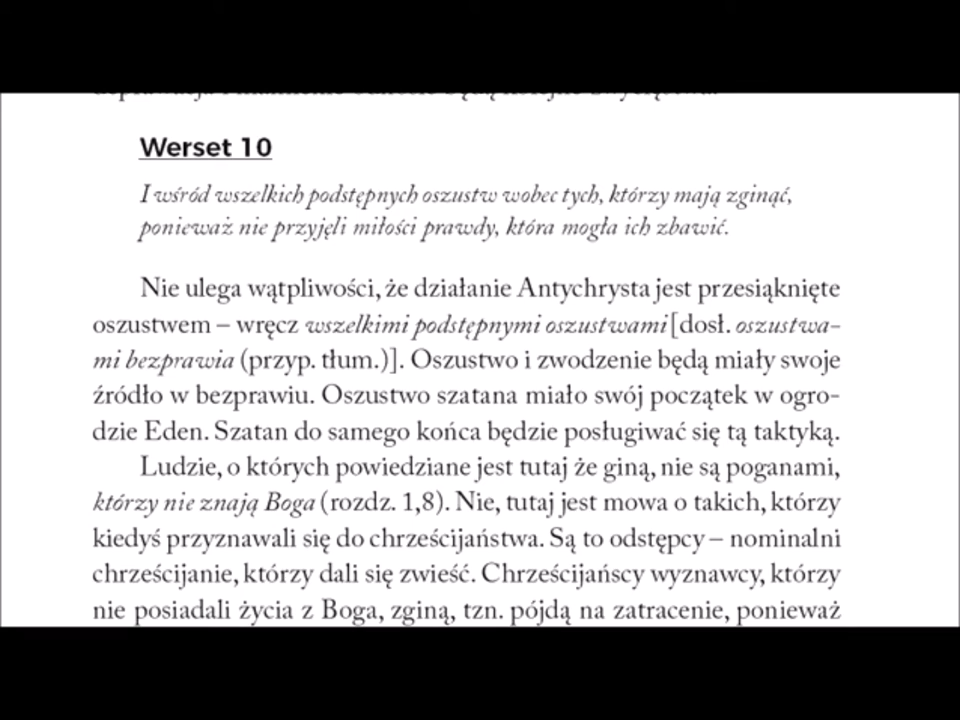 Werset 10
I wśród wszelkich podstępnych oszustw wobec tych, którzy mają zginąć,
ponieważ nie przyjęli miłości prawdy, która mogła ich zbawić.
Nie ulega wątpliwości, że działanie Antychrysta jest przesiąknięte
oszustwem – wręcz wszelkimi podstępnymi oszustwami [dosł. oszustwa-
mi bezprawia (przyp. tłum.)]. Oszustwo i zwodzenie będą miały swoje
źródło w bezprawiu. Oszustwo szatana miało swój początek w ogro-
dzie Eden. Szatan do samego końca będzie posługiwać się tą taktyką.
Ludzie, o których powiedziane jest tutaj że giną, nie są poganami,
którzy nie znają Boga (rozdz. 1,8). Nie, tutaj jest mowa o takich, którzy
kiedyś przyznawali się do chrześcijaństwa. Są to odstępcy – nominalni
chrześcijanie, którzy dali się zwieść. Chrześcijańscy wyznawcy, którzy
nie posiadali życia z Boga, zginą, tzn. pójdą na zatracenie, ponieważ